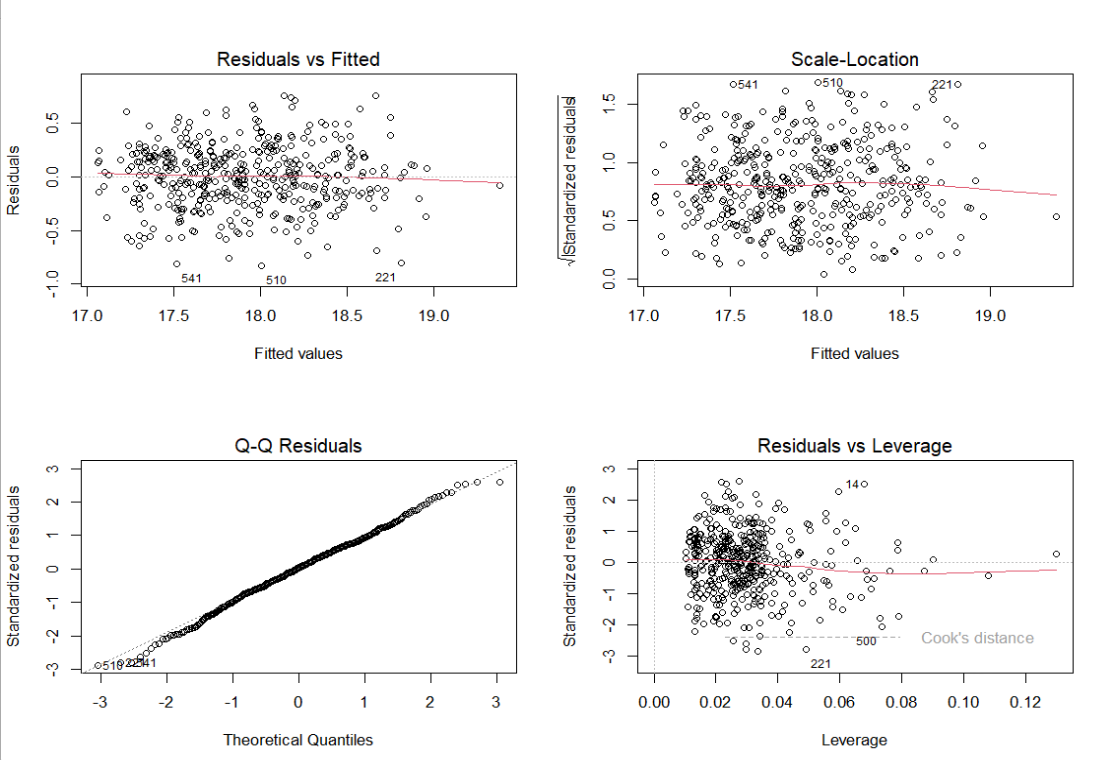 Residuals vs Fitted
Residuals
0.5
0.0
-0.5
-1.0
541
510
221
17.0 17.5 18.0 18.5 19.0
Fitted values
Scale-Location
√|Standardized residuals|
1.5
1.0
0.5
0.0
541
510
221
17.0 17.5 18.0 18.5 19.0
Fitted values
Q-Q Residuals
Standardized residuals
3
2
1
0
-1
-2
-3
510
221
541
-3 -2 -1 0 1 2 3
Theoretical Quantiles
Residuals vs Leverage
Standardized residuals
3
2
1
0
-1
-2
-3
14
500
Cook's distance
221
0.00 0.02 0.04 0.06 0.08 0.10 0.12
Leverage